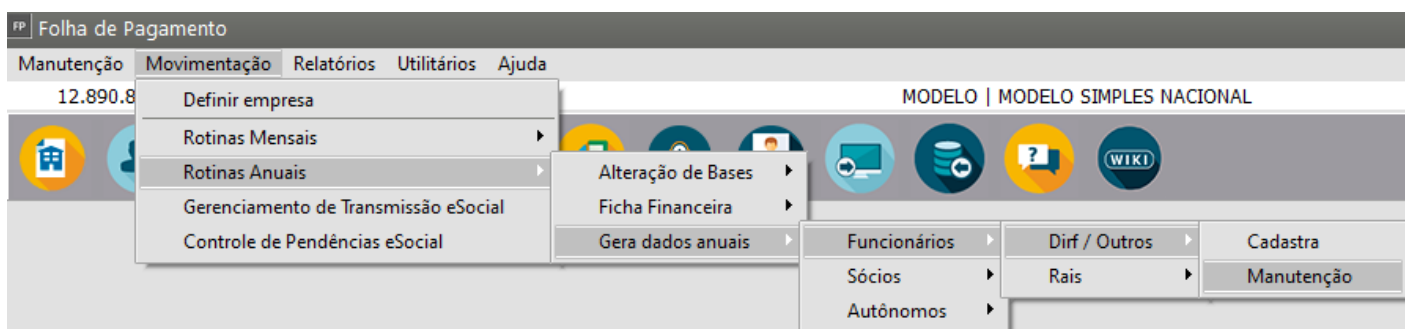 FP Folha de Pagamento
Manutenção Movimentação Relatórios Utilitários Ajuda
12.890.8 MODELO | MODELO SIMPLES NACIONAL
Definir empresa
Rotinas Mensais
Rotinas Anuais
Gerenciamento de Transmissão eSocial
Controle de Pendências eSocial
Alteração de Bases
Ficha Financeira
Gera dados anuais
Funcionários
Sócios
Autônomos
Dirf / Outros
Rais
Cadastra
Manutenção
?
WIKI